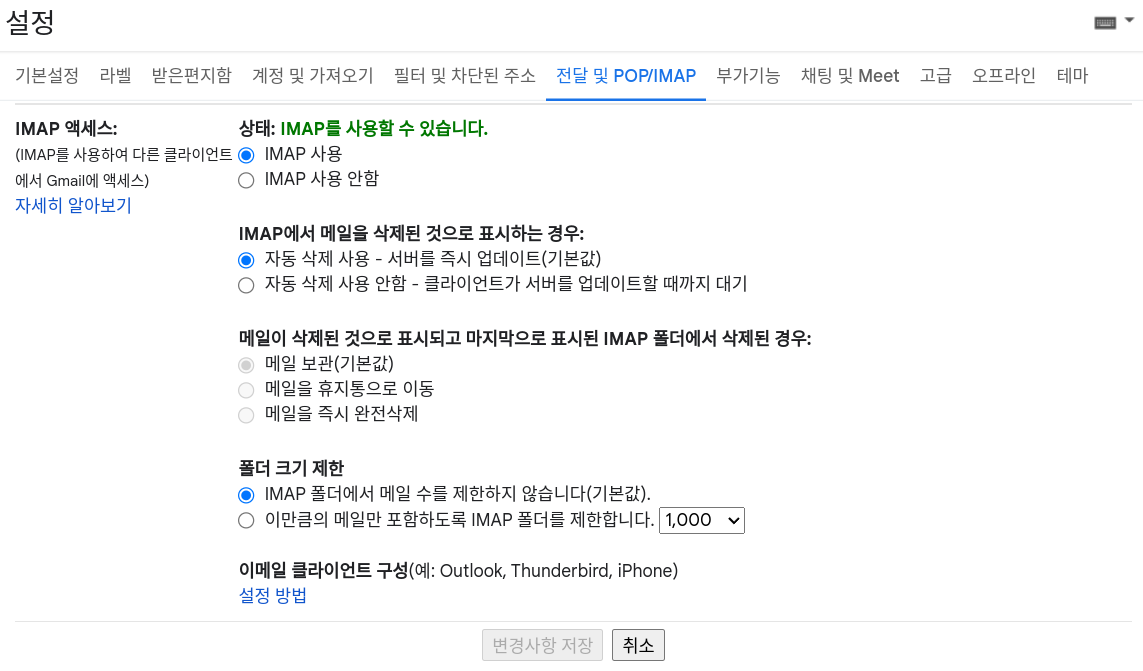 설정
기본설정 라벨 받은편지함 계정 및 가져오기 필터 및 차단된 주소 전달 및 POP/IMAP 부가기능 채팅 및 Meet 고급 오프라인 테마
IMAP 액세스:
(IMAP를 사용하여 다른 클라이언트
에서 Gmail에 액세스)
자세히 알아보기
상태: IMAP를 사용할 수 있습니다.
IMAP 사용
IMAP 사용 안함
IMAP에서 메일을 삭제된 것으로 표시하는 경우:
자동 삭제 사용 - 서버를 즉시 업데이트(기본값)
자동 삭제 사용 안함 - 클라이언트가 서버를 업데이트할 때까지 대기
메일이 삭제된 것으로 표시되고 마지막으로 표시된 IMAP 폴더에서 삭제된 경우:
메일 보관(기본값)
메일을 휴지통으로 이동
메일을 즉시 완전삭제
폴더 크기 제한
IMAP 폴더에서 메일 수를 제한하지 않습니다(기본값).
이만큼의 메일만 포함하도록 IMAP 폴더를 제한합니다. 1,000
이메일 클라이언트 구성(예: Outlook, Thunderbird, iPhone)
설정 방법
변경사항 저장 취소